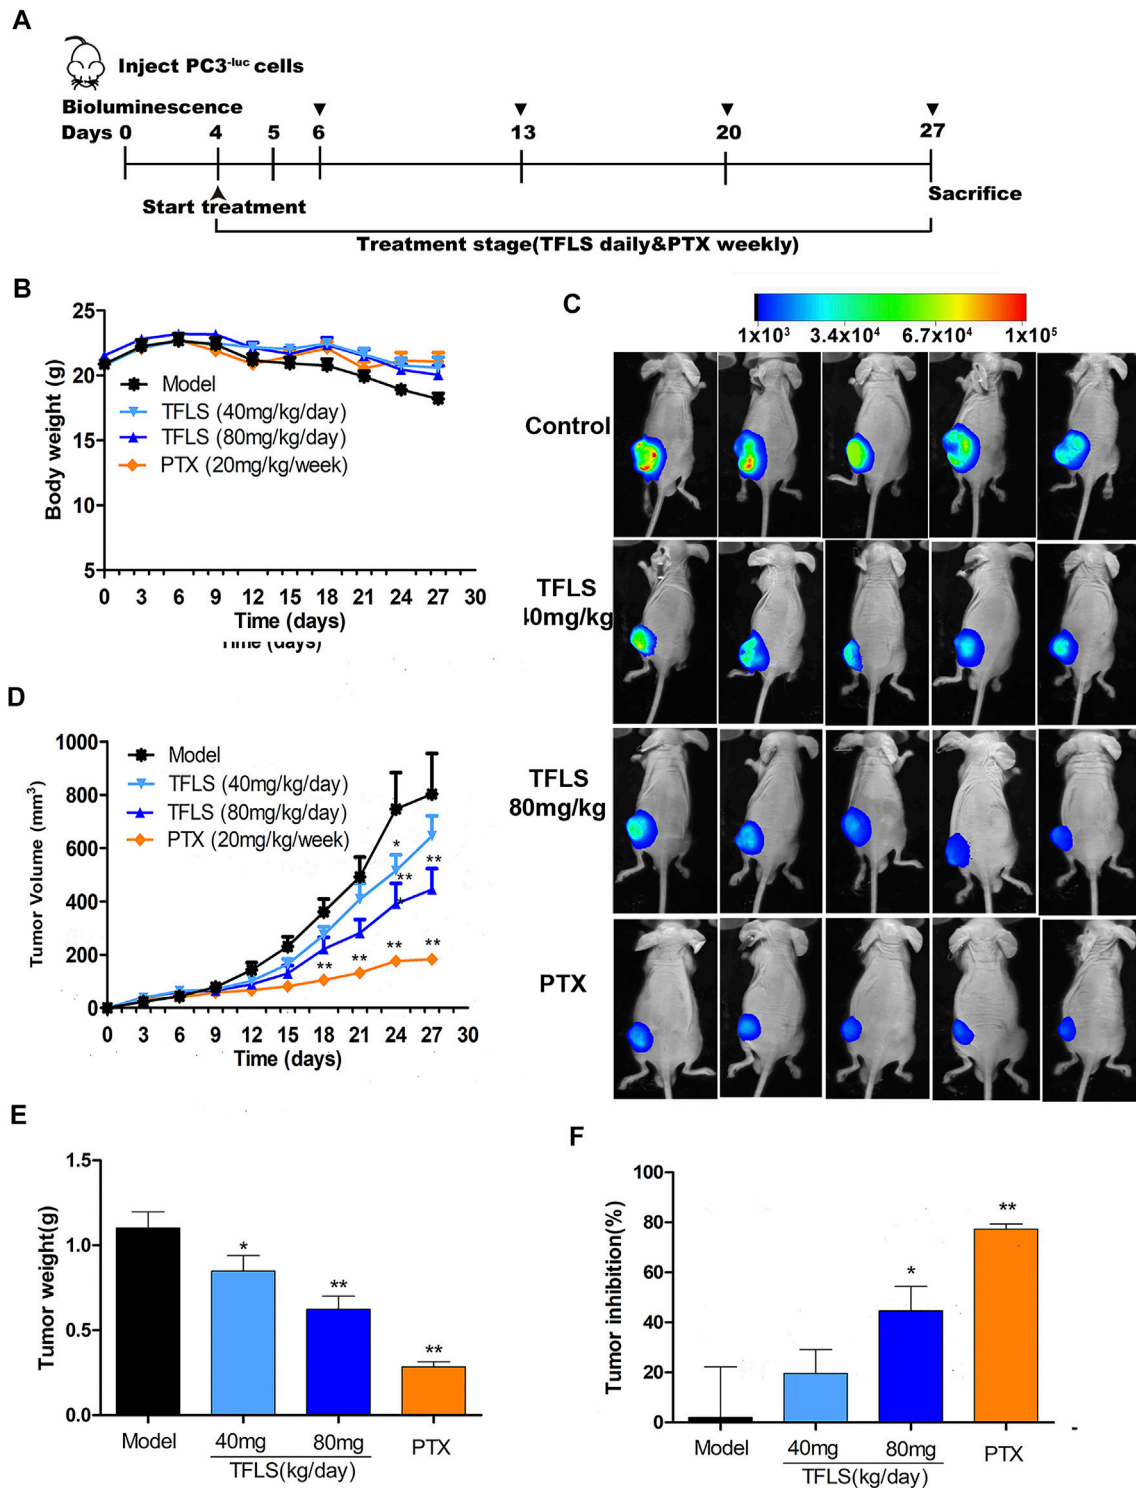 A
Inject PC3-luc cells
Bioluminescence
Days 0 4 5 6 13 20 27
Start treatment
Sacrifice
Treatment stage(TFLS daily&PTX weekly)
B
25
20
15
10
5
Body weight (g)
Model
TFLS (40mg/kg/day)
TFLS (80mg/kg/day)
PTX (20mg/kg/week)
0 3 6 9 12 15 18 21 24 27 30
Time (days)
Time (days)
C
1x10³ 3.4x10⁴ 6.7x10⁴ 1x10⁵
Control
TFLS
40mg/kg
TFLS
80mg/kg
PTX
D
1000
800
600
400
200
0
Tumor Volume (mm³)
Model
TFLS (40mg/kg/day)
TFLS (80mg/kg/day)
PTX (20mg/kg/week)
*
**
**
*
** ** ** **
0 3 6 9 12 15 18 21 24 27 30
Time (days)
E
1.5
1.0
0.5
0.0
Tumor weight(g)
*
**
**
Model 40mg 80mg PTX
TFLS(kg/day)
F
100
80
60
40
20
0
Tumor inhibition(%)
*
**
Model 40mg 80mg PTX
TFLS(kg/day)
-